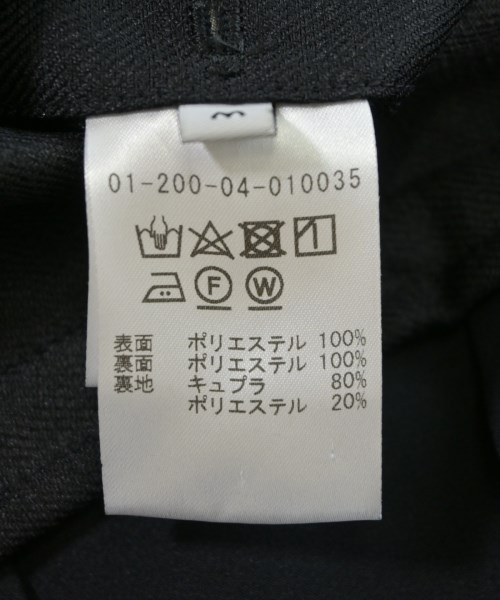 3
01-200-04-010035
F W
表面 ポリエステル 100%
裏面 ポリエステル 100%
裏地 キュプラ 80%
ポリエステル 20%